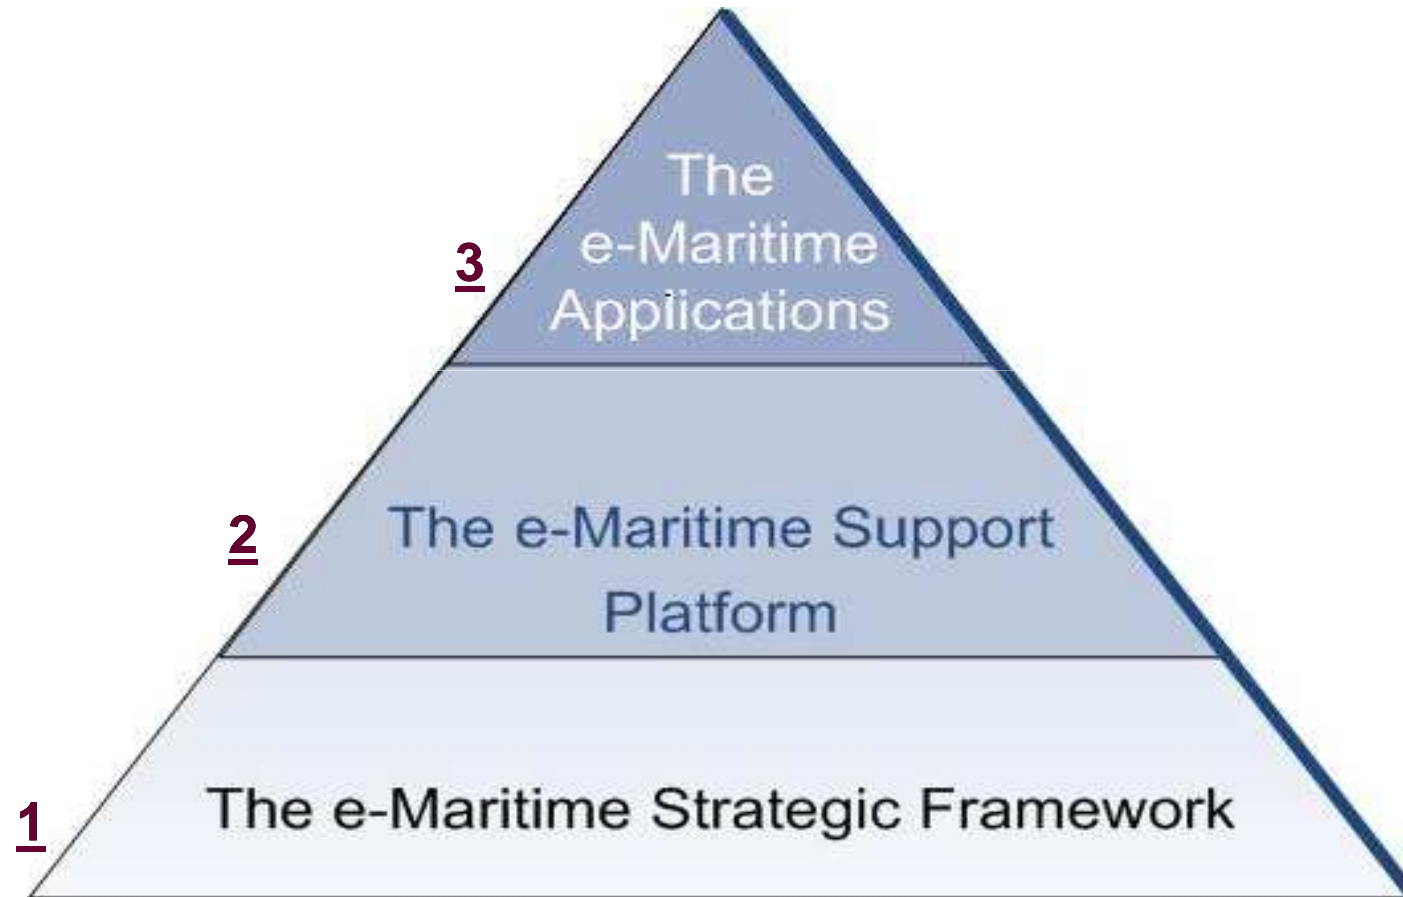 The
e-Maritime
Applications
3
The e-Maritime Support
Platform
2
The e-Maritime Strategic Framework
1